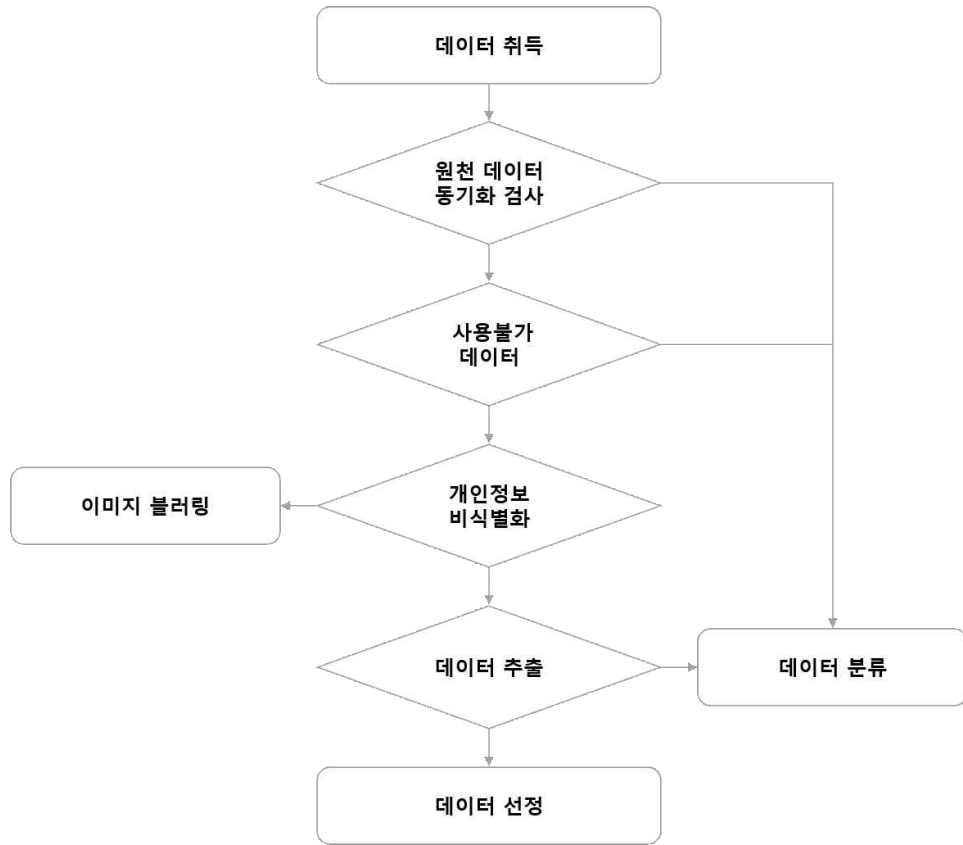 데이터 취득
원천 데이터
동기화 검사
사용불가
데이터
개인정보
비식별화
이미지 블러링
데이터 추출
데이터 분류
데이터 선정